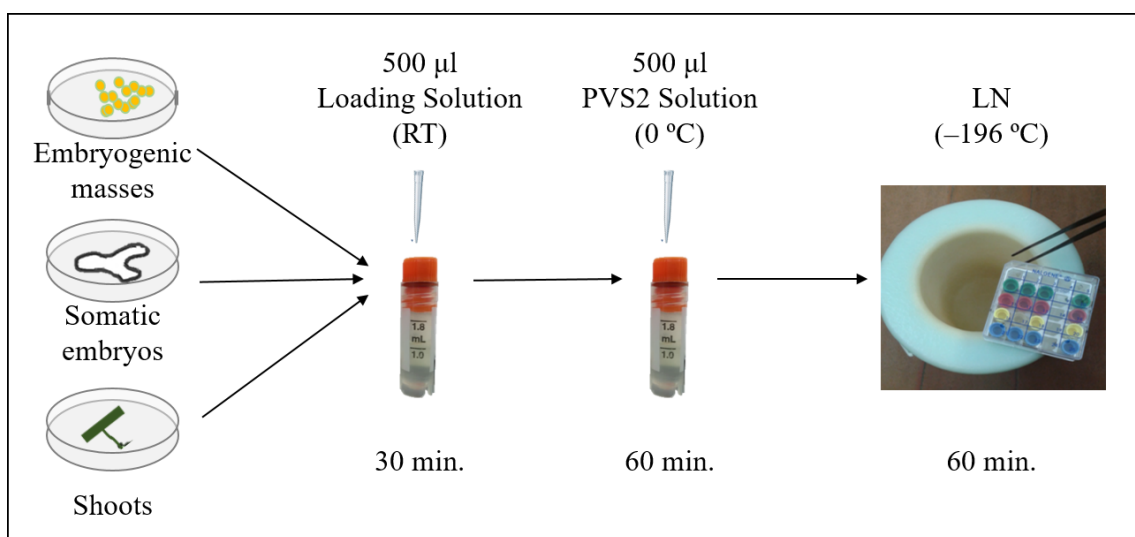 500 µl
Loading Solution
(RT)
500 µl
PVS2 Solution
(0 ºC)
LN
(–196 ºC)
Embryogenic
masses
Somatic
embryos
Shoots
1.8
mL
1.0
1.8
mL
1.0
30 min.
60 min.
60 min.